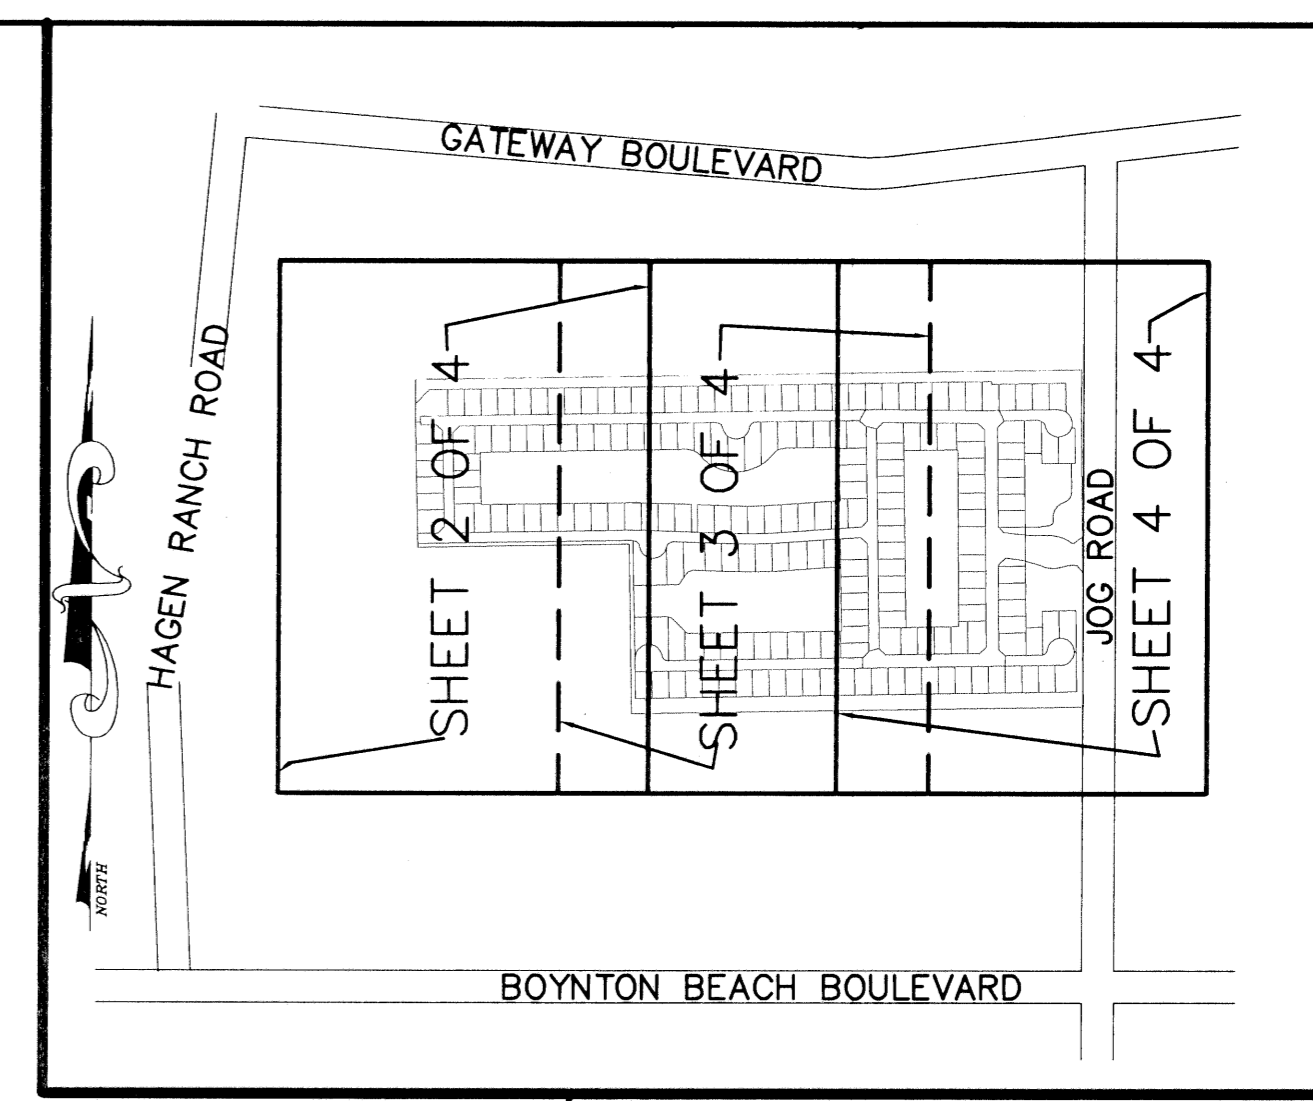 GATEWAY BOULEVARD
HAGEN RANCH ROAD
SHEET 2 OF 4
SHEET 3 OF 4
SHEET 4 OF 4
JOG ROAD
NORTH
BOYNTON BEACH BOULEVARD